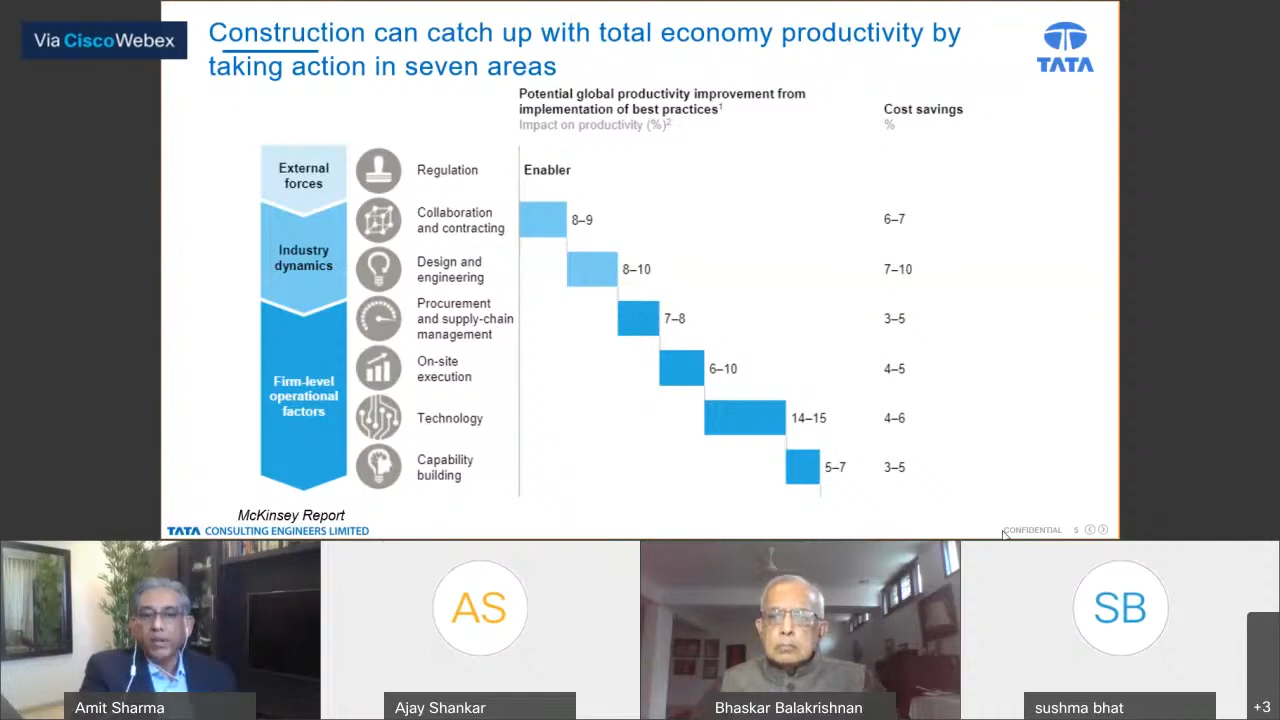 Via Cisco Webex
Construction can catch up with total economy productivity by
taking action in seven areas
TATA
Potential global productivity improvement from
implementation of best practices¹
Impact on productivity (%)²
Cost savings
%
External
forces
Regulation
Enabler
Industry
dynamics
Collaboration
and contracting
8–9
6–7
Design and
engineering
8–10
7–10
Firm-level
operational
factors
Procurement
and supply-chain
management
7–8
3–5
On-site
execution
6–10
4–5
Technology
14–15
4–6
Capability
building
5–7
3–5
McKinsey Report
TATA CONSULTING ENGINEERS LIMITED
CONFIDENTIAL 5
AS
SB
Amit Sharma
Ajay Shankar
Bhaskar Balakrishnan
sushma bhat
+3